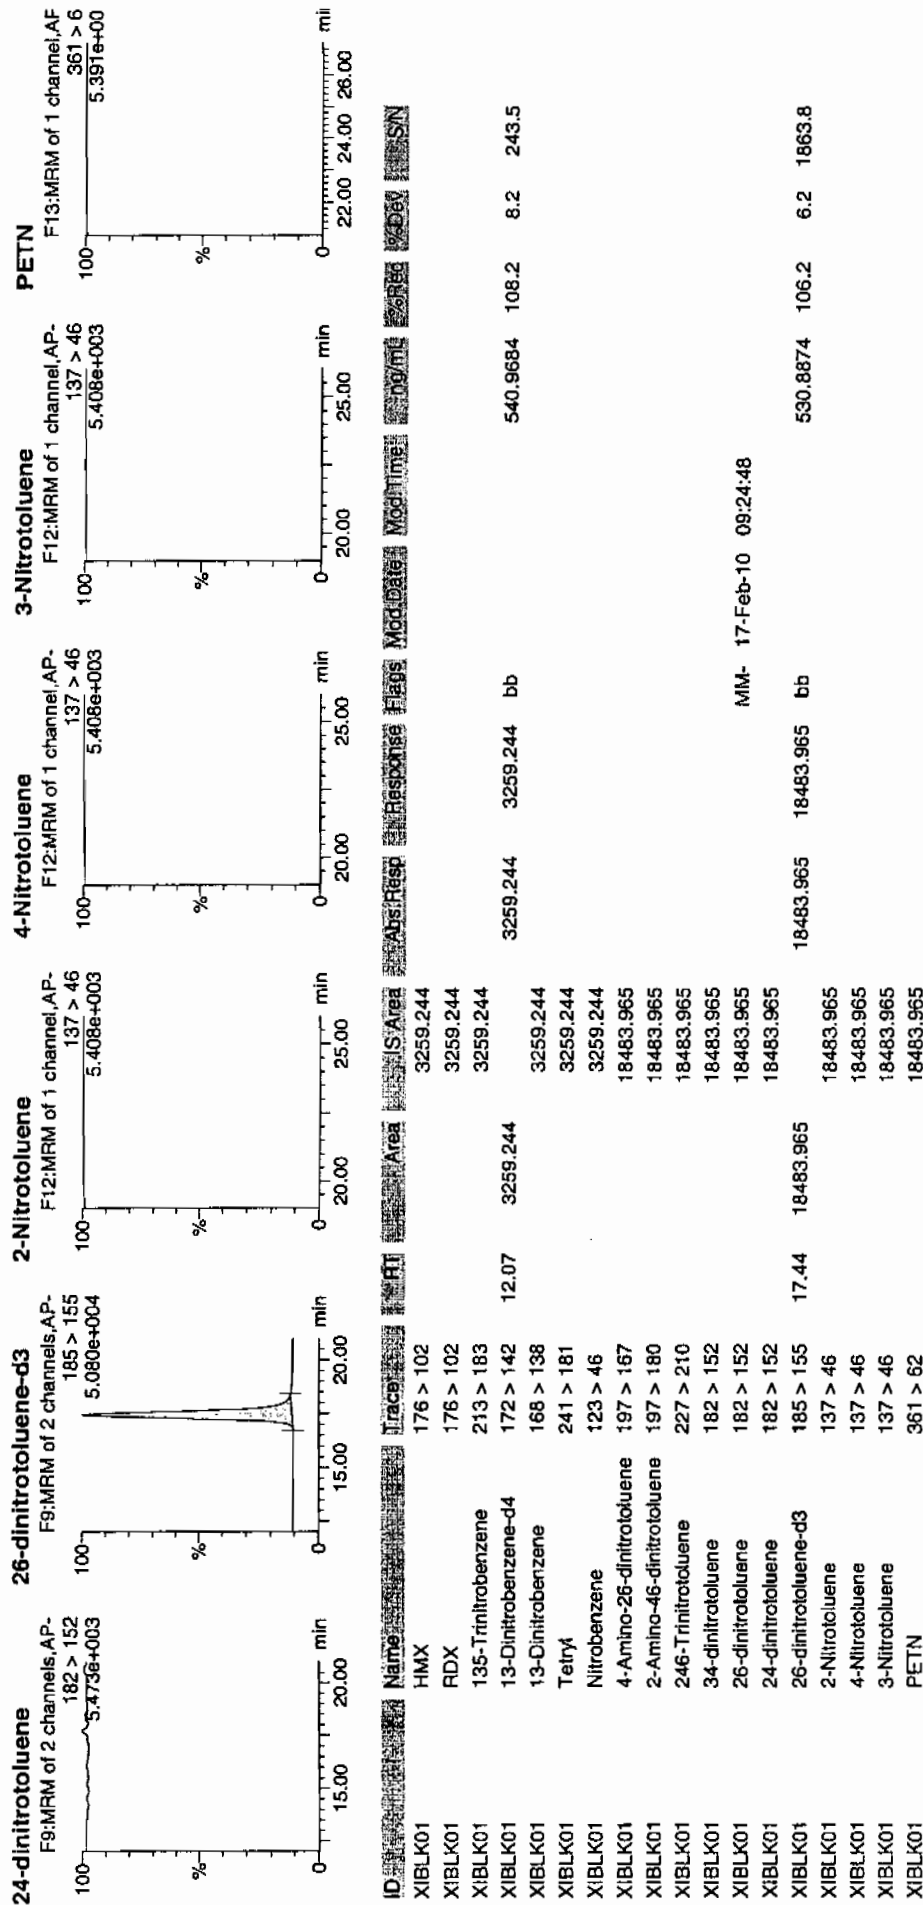 24-dinitrotoluene
F9:MRM of 2 channels,AP-
182 > 152
5.473e+003
100
%
0
15.00 20.00 min
26-dinitrotoluene-d3
F9:MRM of 2 channels,AP-
185 > 155
5.080e+004
100
%
0
15.00 20.00 min
2-Nitrotoluene
F12:MRM of 1 channel,AP-
137 > 46
5.408e+003
100
%
0
20.00 25.00 min
4-Nitrotoluene
F12:MRM of 1 channel,AP-
137 > 46
5.408e+003
100
%
0
20.00 25.00 min
3-Nitrotoluene
F12:MRM of 1 channel,AP-
137 > 46
5.408e+003
100
%
0
20.00 25.00 min
PETN
F13:MRM of 1 channel,AP
361 > 6
5.391e+00
100
%
0
22.00 24.00 26.00 mi
ID Name Trace RT Area IS Area Abs.Resp Response Flags Mod.Date Mod.Time ng/mL %Rec %Dev S/N
XIBLK01 HMX 176 > 102 3259.244
XIBLK01 RDX 176 > 102 3259.244
XIBLK01 135-Trinitrobenzene 213 > 183 3259.244
XIBLK01 13-Dinitrobenzene-d4 172 > 142 12.07 3259.244 3259.244 3259.244 bb 540.9684 108.2 8.2 243.5
XIBLK01 13-Dinitrobenzene 168 > 138 3259.244
XIBLK01 Tetryl 241 > 181 3259.244
XIBLK01 Nitrobenzene 123 > 46 3259.244
XIBLK01 4-Amino-26-dinitrotoluene 197 > 167 18483.965
XIBLK01 2-Amino-46-dinitrotoluene 197 > 180 18483.965
XIBLK01 246-Trinitrotoluene 227 > 210 18483.965
XIBLK01 34-dinitrotoluene 182 > 152 18483.965
XIBLK01 26-dinitrotoluene 182 > 152 18483.965 MM- 17-Feb-10 09:24:48
XIBLK01 24-dinitrotoluene 182 > 152 18483.965
XIBLK01 26-dinitrotoluene-d3 185 > 155 17.44 18483.965 18483.965 18483.965 bb 530.8874 106.2 6.2 1863.8
XIBLK01 2-Nitrotoluene 137 > 46 18483.965
XIBLK01 4-Nitrotoluene 137 > 46 18483.965
XIBLK01 3-Nitrotoluene 137 > 46 18483.965
XIBLK01 PETN 361 > 62 18483.965